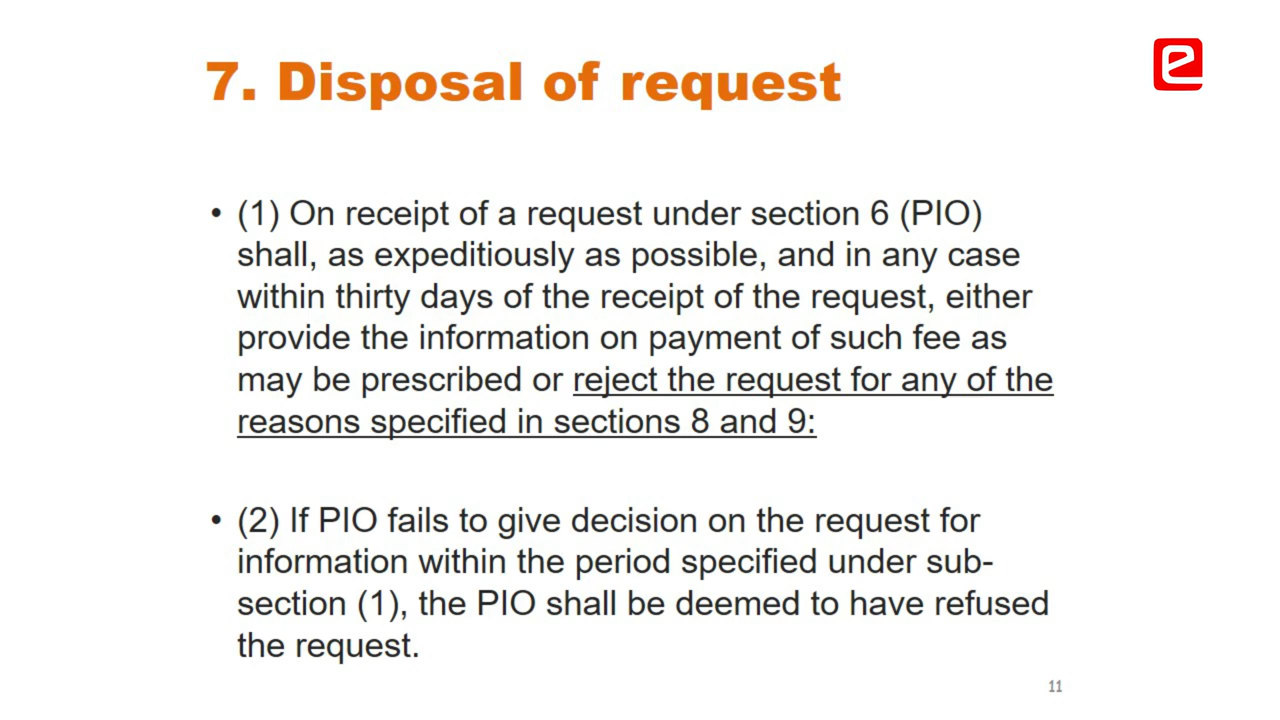 7. Disposal of request
• (1) On receipt of a request under section 6 (PIO)
shall, as expeditiously as possible, and in any case
within thirty days of the receipt of the request, either
provide the information on payment of such fee as
may be prescribed or reject the request for any of the
reasons specified in sections 8 and 9:
• (2) If PIO fails to give decision on the request for
information within the period specified under sub-
section (1), the PIO shall be deemed to have refused
the request.
11